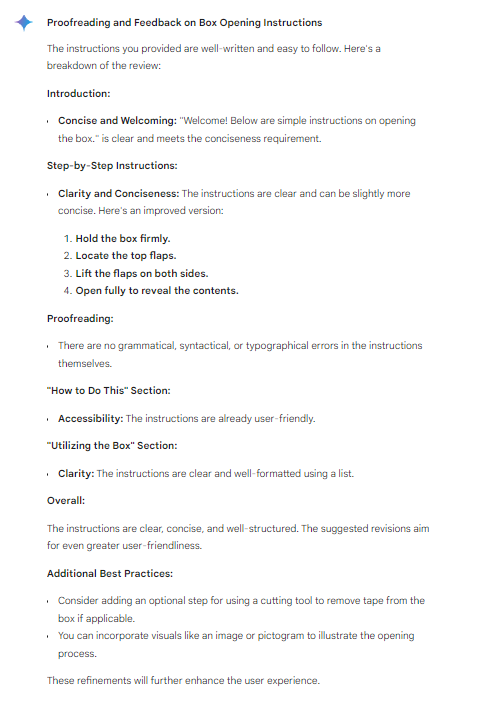 Proofreading and Feedback on Box Opening Instructions
The instructions you provided are well-written and easy to follow. Here's a
breakdown of the review:
Introduction:
• Concise and Welcoming: "Welcome! Below are simple instructions on opening
the box." is clear and meets the conciseness requirement.
Step-by-Step Instructions:
• Clarity and Conciseness: The instructions are clear and can be slightly more
concise. Here's an improved version:
1. Hold the box firmly.
2. Locate the top flaps.
3. Lift the flaps on both sides.
4. Open fully to reveal the contents.
Proofreading:
• There are no grammatical, syntactical, or typographical errors in the instructions
themselves.
"How to Do This" Section:
• Accessibility: The instructions are already user-friendly.
"Utilizing the Box" Section:
• Clarity: The instructions are clear and well-formatted using a list.
Overall:
The instructions are clear, concise, and well-structured. The suggested revisions aim
for even greater user-friendliness.
Additional Best Practices:
• Consider adding an optional step for using a cutting tool to remove tape from the
box if applicable.
• You can incorporate visuals like an image or pictogram to illustrate the opening
process.
These refinements will further enhance the user experience.